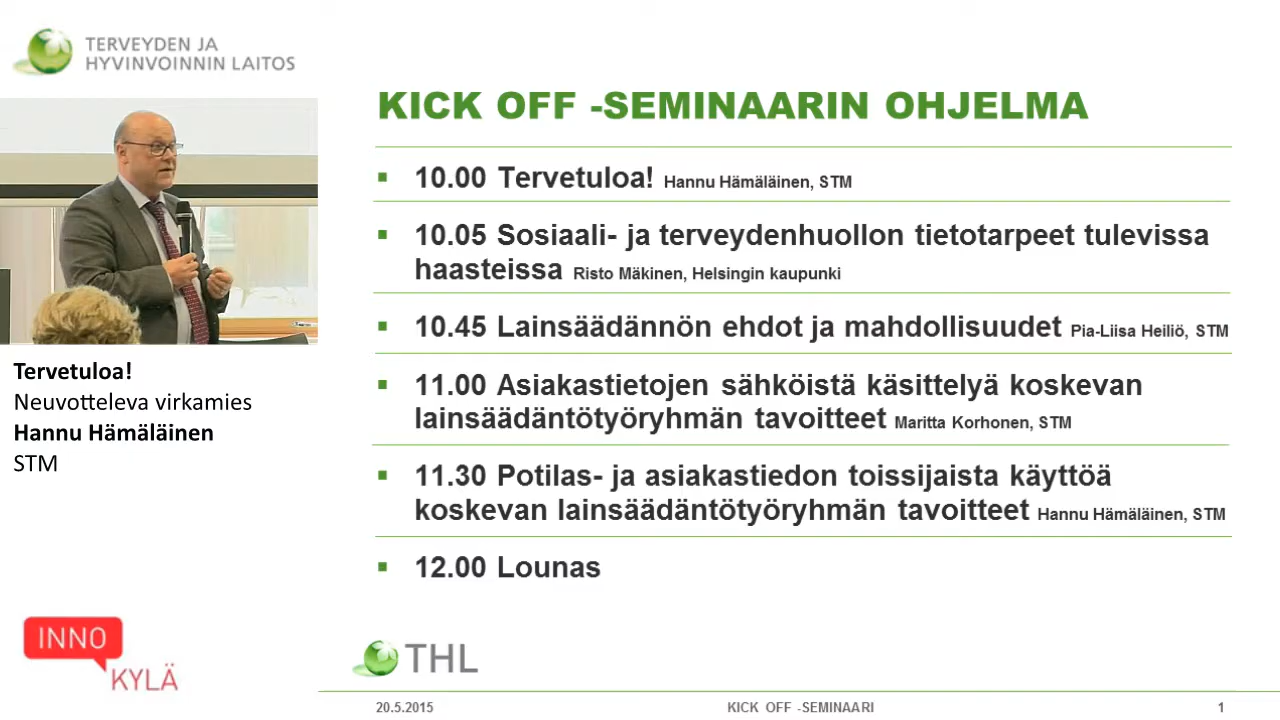 TERVEYDEN JA
HYVINVOINNIN LAITOS
Tervetuloa!
Neuvotteleva virkamies
Hannu Hämäläinen
STM
INNO
KYLÄ
KICK OFF -SEMINAARIN OHJELMA
▪ 10.00 Tervetuloa! Hannu Hämäläinen, STM
▪ 10.05 Sosiaali- ja terveydenhuollon tietotarpeet tulevissa
haasteissa Risto Mäkinen, Helsingin kaupunki
▪ 10.45 Lainsäädännön ehdot ja mahdollisuudet Pia-Liisa Heiliö, STM
▪ 11.00 Asiakastietojen sähköistä käsittelyä koskevan
lainsäädäntötyöryhmän tavoitteet Maritta Korhonen, STM
▪ 11.30 Potilas- ja asiakastiedon toissijaista käyttöä
koskevan lainsäädäntötyöryhmän tavoitteet Hannu Hämäläinen, STM
▪ 12.00 Lounas
THL
20.5.2015 KICK OFF -SEMINAARI 1